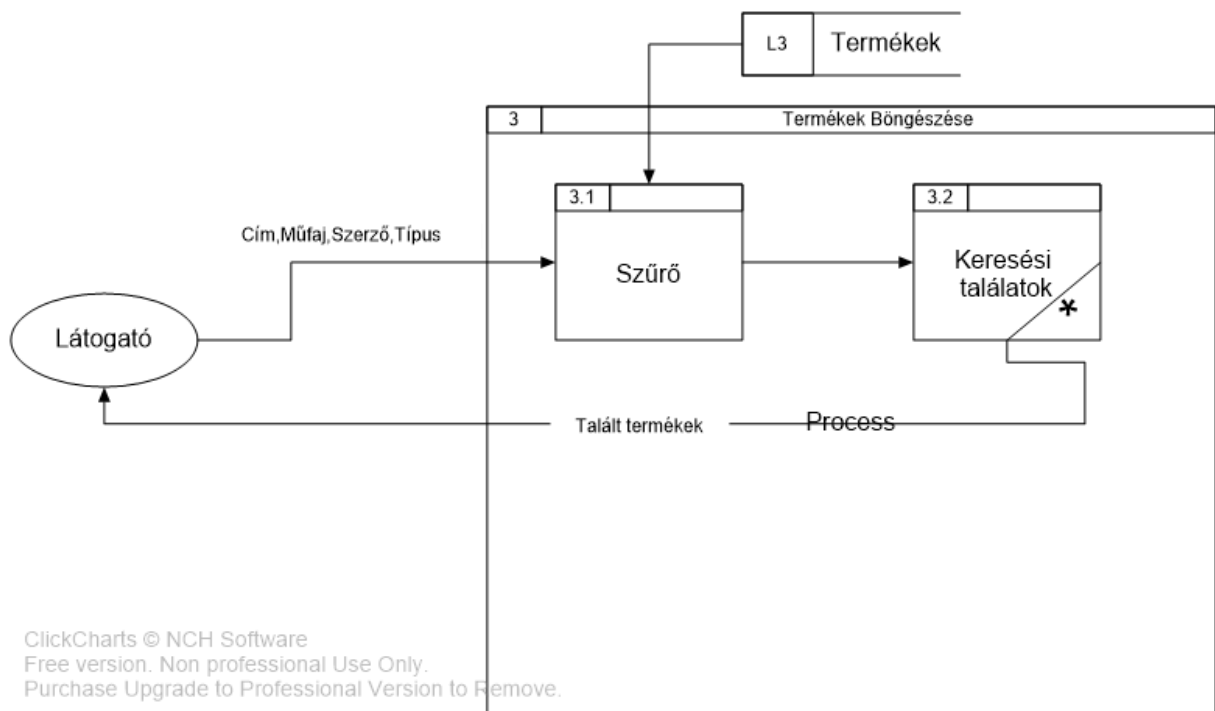 L3
Termékek
3
Termékek Böngészése
3.1
3.2
Cím,Műfaj,Szerző,Típus
Szűrő
Keresési
találatok
*
Látogató
Talált termékek
Process
ClickCharts © NCH Software
Free version. Non professional Use Only.
Purchase Upgrade to Professional Version to Remove.